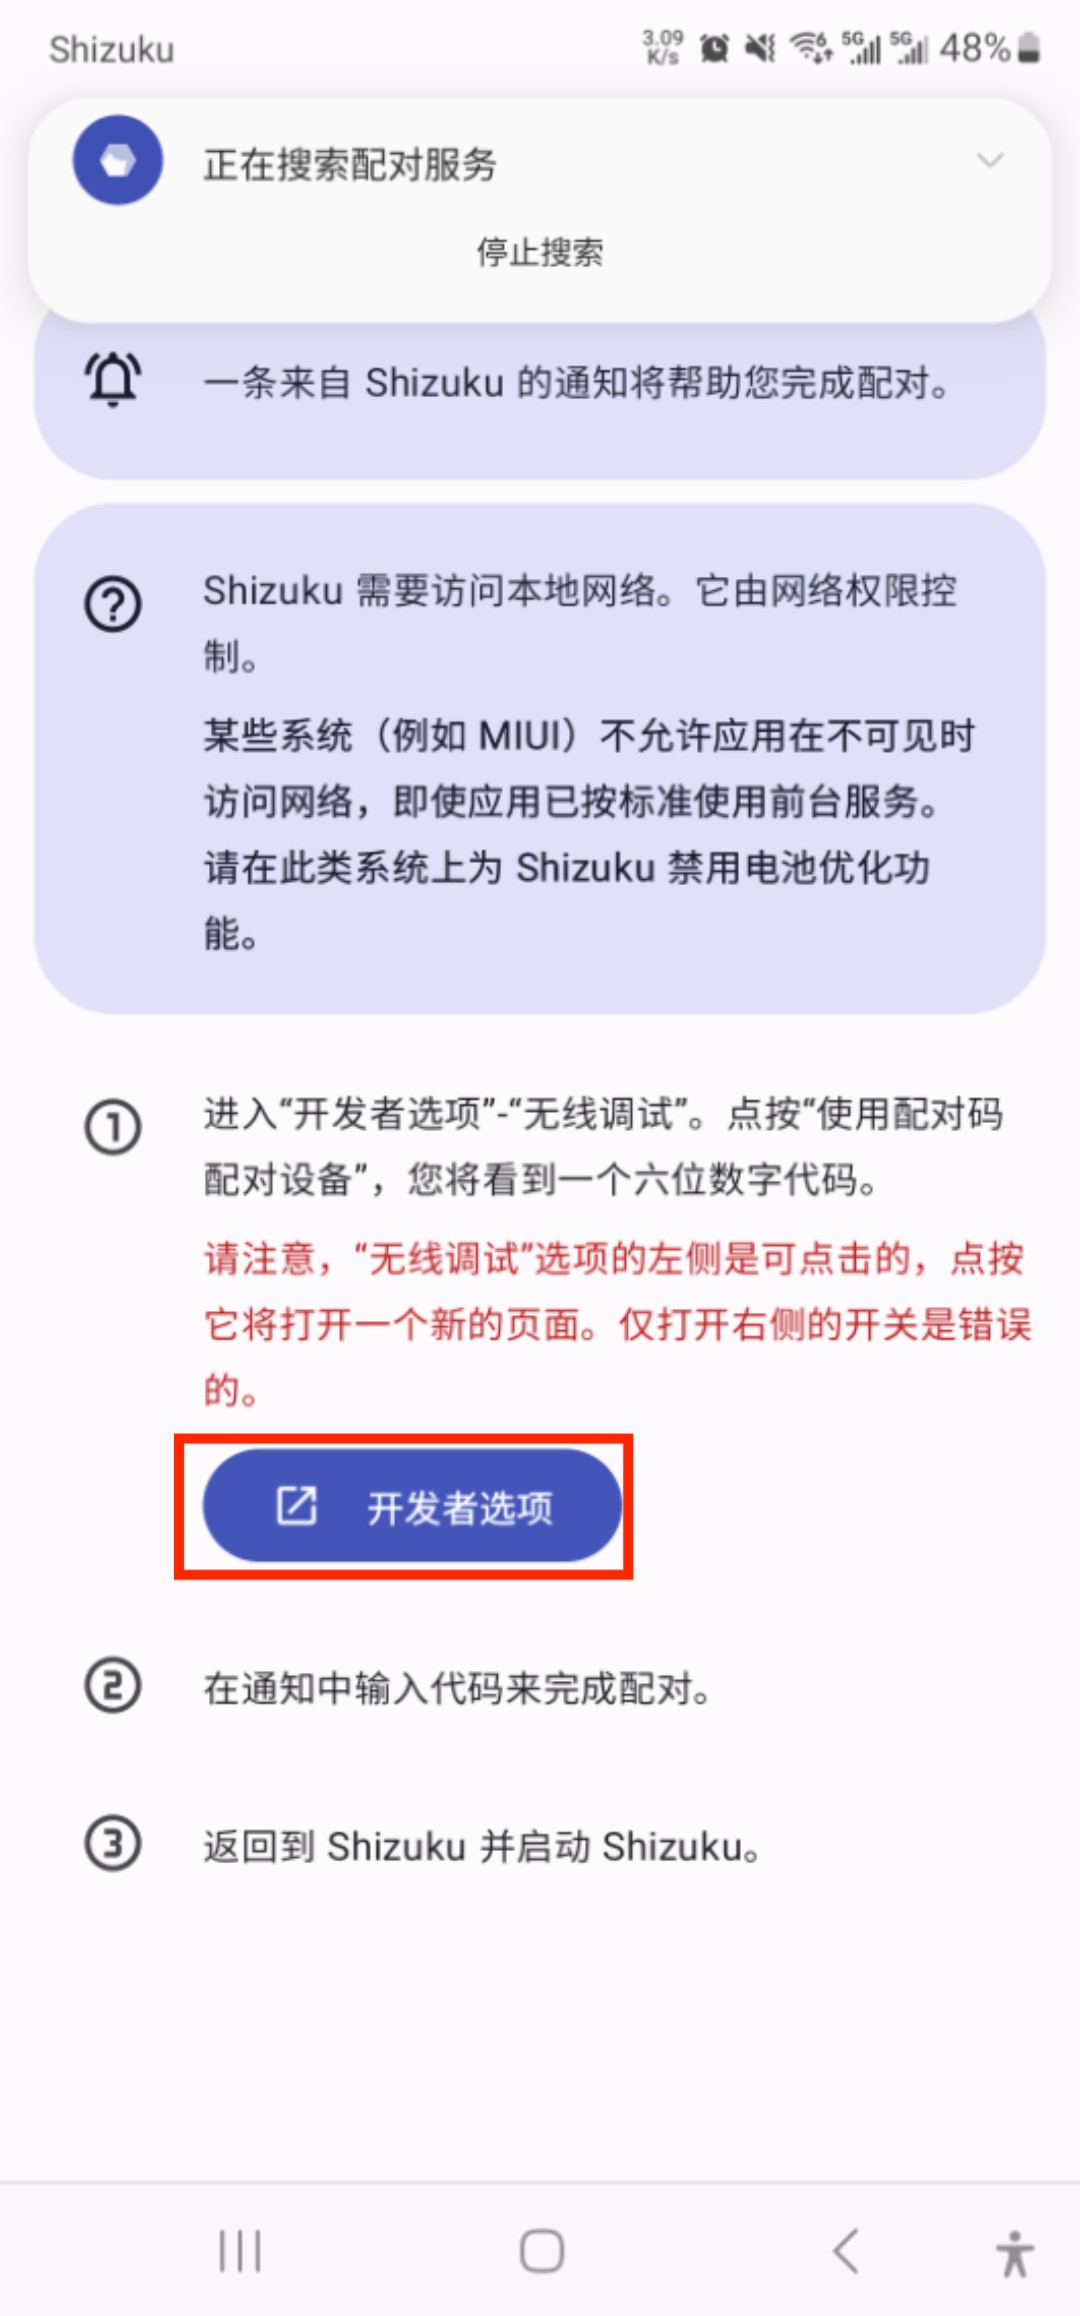 Shizuku
3.09
K/s
6
5G
5G
48%
正在搜索配对服务
停止搜索
一条来自 Shizuku 的通知将帮助您完成配对。
Shizuku 需要访问本地网络。它由网络权限控
制。
某些系统（例如 MIUI）不允许应用在不可见时
访问网络，即使应用已按标准使用前台服务。
请在此类系统上为 Shizuku 禁用电池优化功
能。
1
进入“开发者选项”-“无线调试”。点按“使用配对码
配对设备”，您将看到一个六位数字代码。
请注意，“无线调试”选项的左侧是可点击的，点按
它将打开一个新的页面。仅打开右侧的开关是错误
的。
开发者选项
2
在通知中输入代码来完成配对。
3
返回到 Shizuku 并启动 Shizuku。